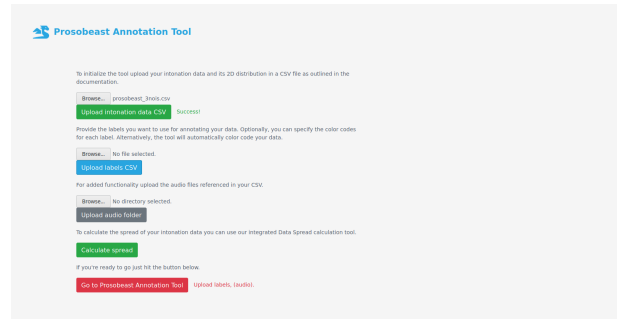 Prosobeast Annotation Tool
To initialize the tool upload your intonation data and its 2D distribution in a CSV file as outlined in the
documentation.
Browse... prosobeast_3nois.csv
Upload intonation data CSV Success!
Provide the labels you want to use for annotating your data. Optionally, you can specify the color codes
for each label. Alternatively, the tool will automatically color code your data.
Browse... No file selected.
Upload labels CSV
For added functionality upload the audio files referenced in your CSV.
Browse... No directory selected.
Upload audio folder
To calculate the spread of your intonation data you can use our integrated Data Spread calculation tool.
Calculate spread
If you're ready to go just hit the button below.
Go to Prosobeast Annotation Tool Upload labels, (audio).